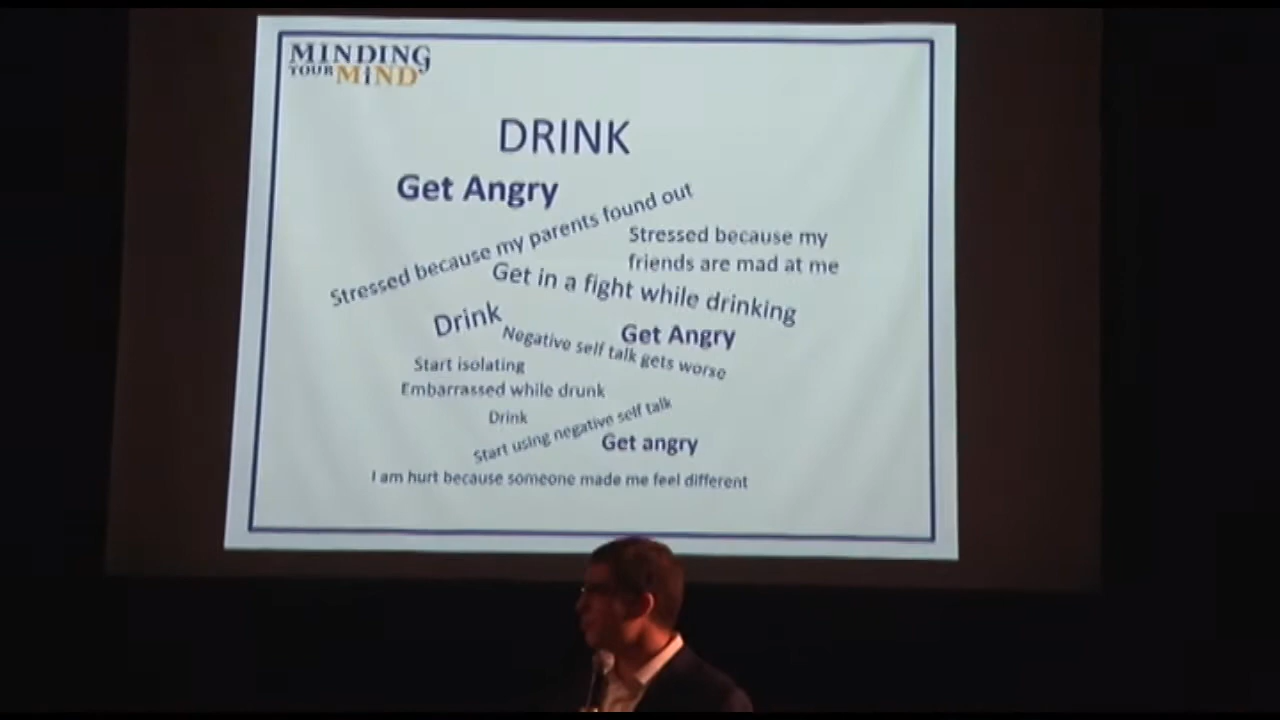 MINDING
YOUR MIND
DRINK
Get Angry
Stressed because my parents found out
Stressed because my
friends are mad at me
Get in a fight while drinking
Drink
Get Angry
Negative self talk gets worse
Start isolating
Embarrassed while drunk
Drink
Start using negative self talk
Get angry
I am hurt because someone made me feel different